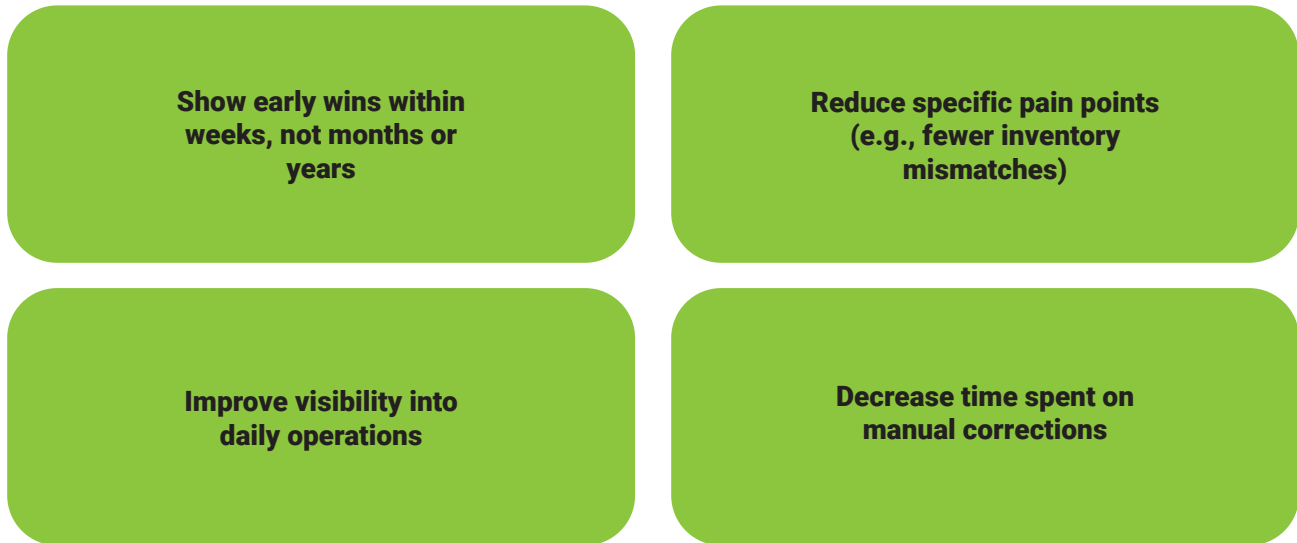 Show early wins within
weeks, not months or
years
Reduce specific pain points
(e.g., fewer inventory
mismatches)
Improve visibility into
daily operations
Decrease time spent on
manual corrections